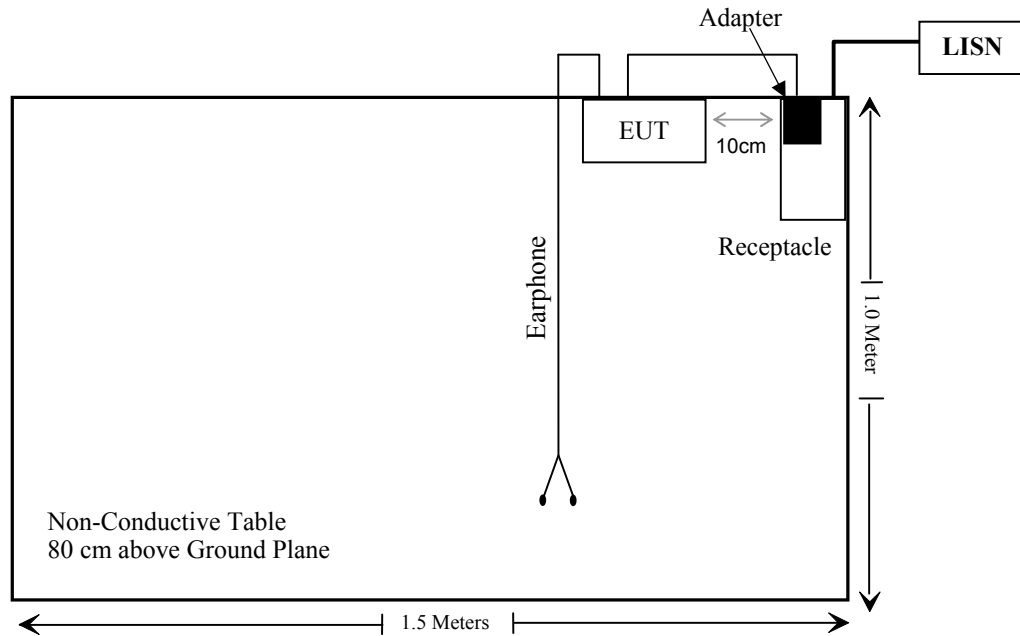 Adapter
LISN
EUT
10cm
Receptacle
Earphone
1.0 Meter
Non-Conductive Table
80 cm above Ground Plane
1.5 Meters